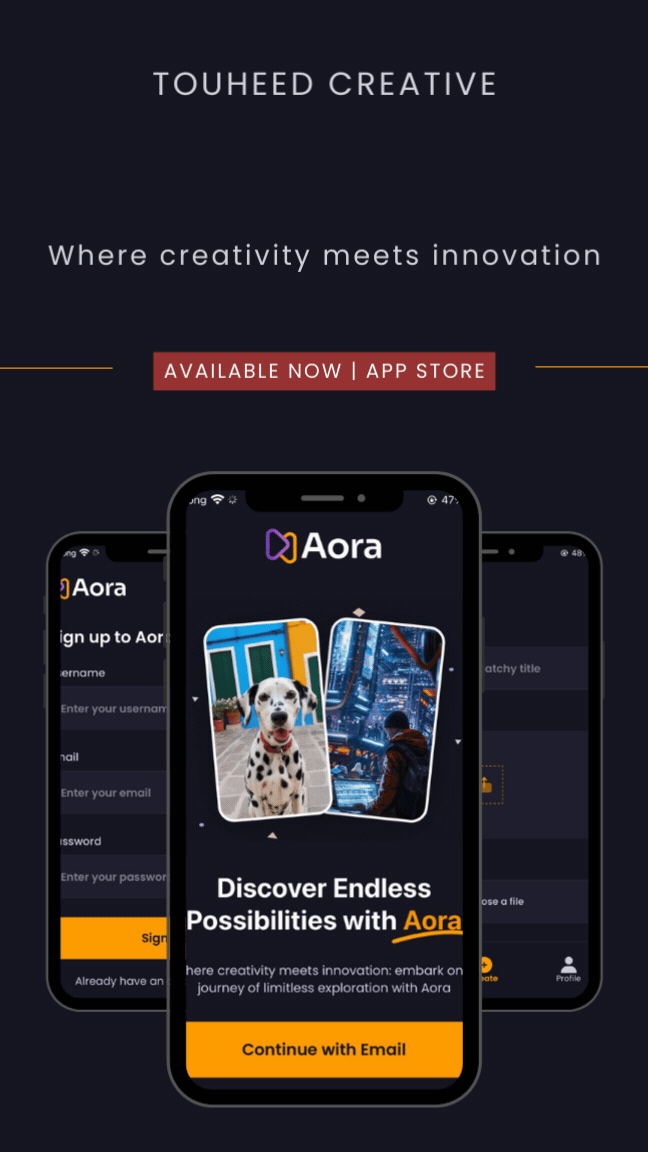 TOUHEED CREATIVE
Where creativity meets innovation
AVAILABLE NOW | APP STORE
Aora
ign up to Aor
ername
Enter your usernam
mail
Enter your email
assword
Enter your passwor
Sign
Already have an
ong
47
Aora
Discover Endless
Possibilities with Aora
here creativity meets innovation: embark on
journey of limitless exploration with Aora
Continue with Email
48
atchy title
ose a file
eate
Profile